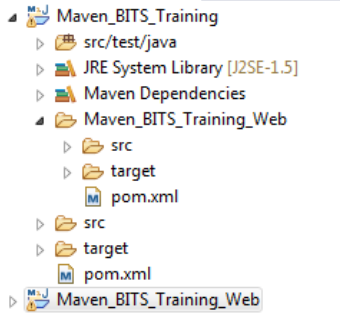 Maven_BITS_Training
src/test/java
JRE System Library [J2SE-1.5]
Maven Dependencies
Maven_BITS_Training_Web
src
target
pom.xml
src
target
pom.xml
Maven_BITS_Training_Web